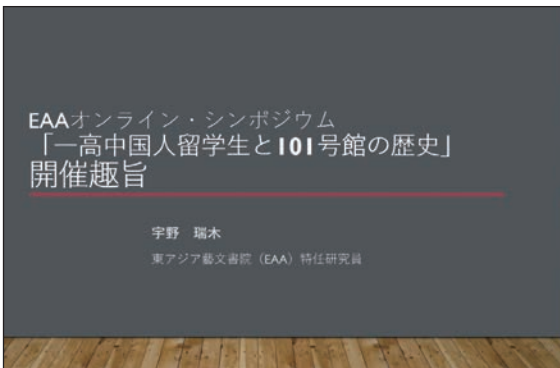 EAAオンライン・シンポジウム
「一高中国人留学生と101号館の歴史」
開催趣旨
宇野　瑞木
東アジア藝文書院（EAA）特任研究員